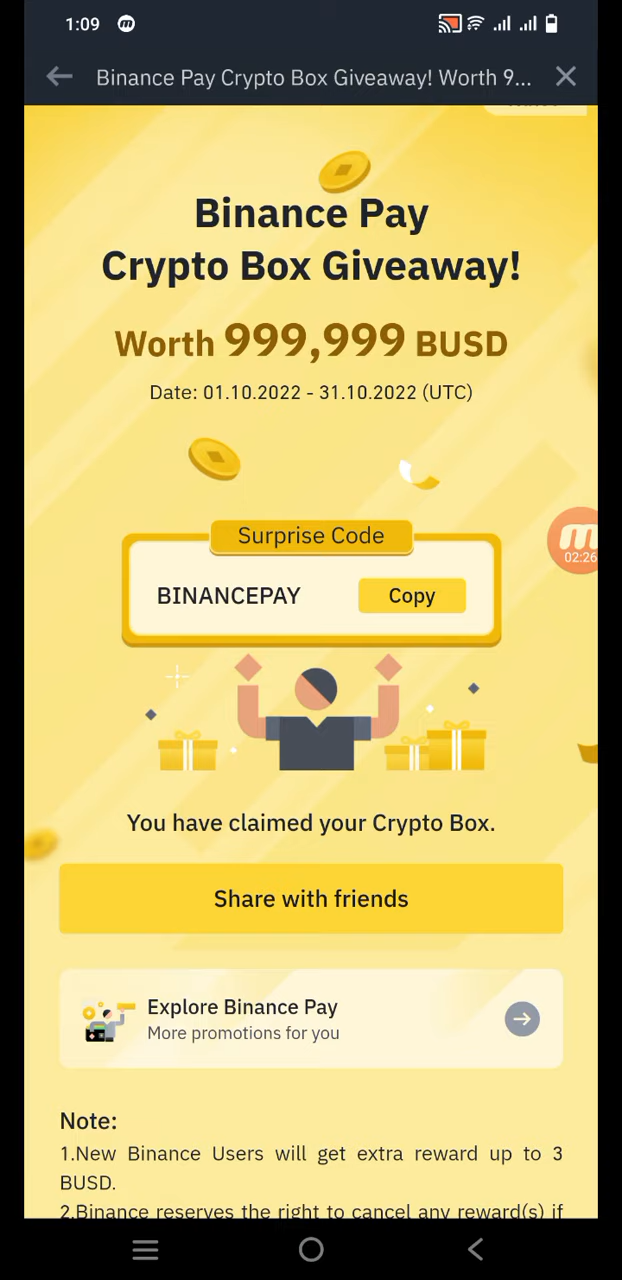 1:09
Binance Pay Crypto Box Giveaway! Worth 9...
Binance Pay
Crypto Box Giveaway!
Worth 999,999 BUSD
Date: 01.10.2022 - 31.10.2022 (UTC)
Surprise Code
BINANCEPAY
Copy
02:26
You have claimed your Crypto Box.
Share with friends
Explore Binance Pay
More promotions for you
Note:
1.New Binance Users will get extra reward up to 3
BUSD.
2.Binance reserves the right to cancel any reward(s) if